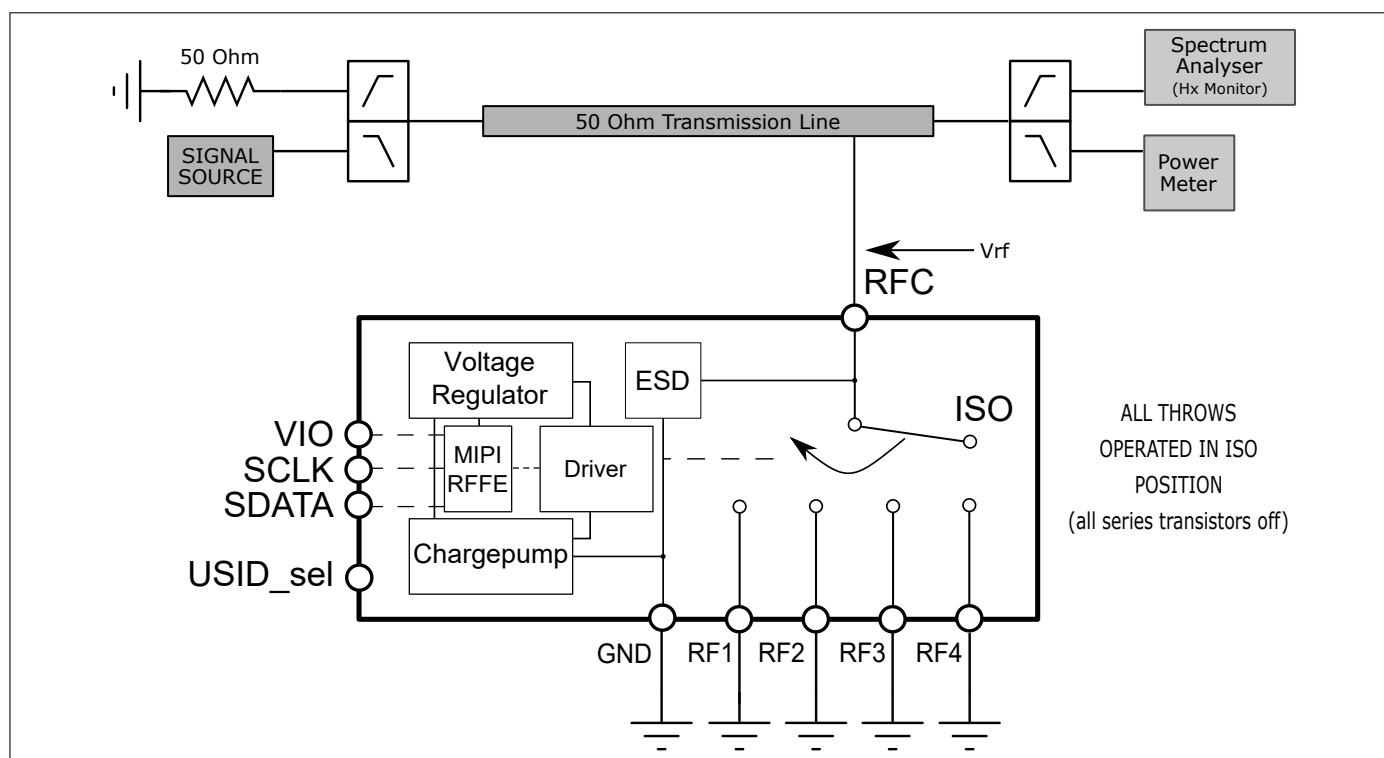 50 Ohm
SIGNAL
SOURCE
50 Ohm Transmission Line
Spectrum
Analyser
(Hx Monitor)
Power
Meter
Vrf
RFC
Voltage
Regulator
ESD
ISO
VIO
SCLK
SDATA
USID_sel
MIPI
RFFE
Driver
Chargepump
ALL THROWS
OPERATED IN ISO
POSITION
(all series transistors off)
GND
RF1
RF2
RF3
RF4